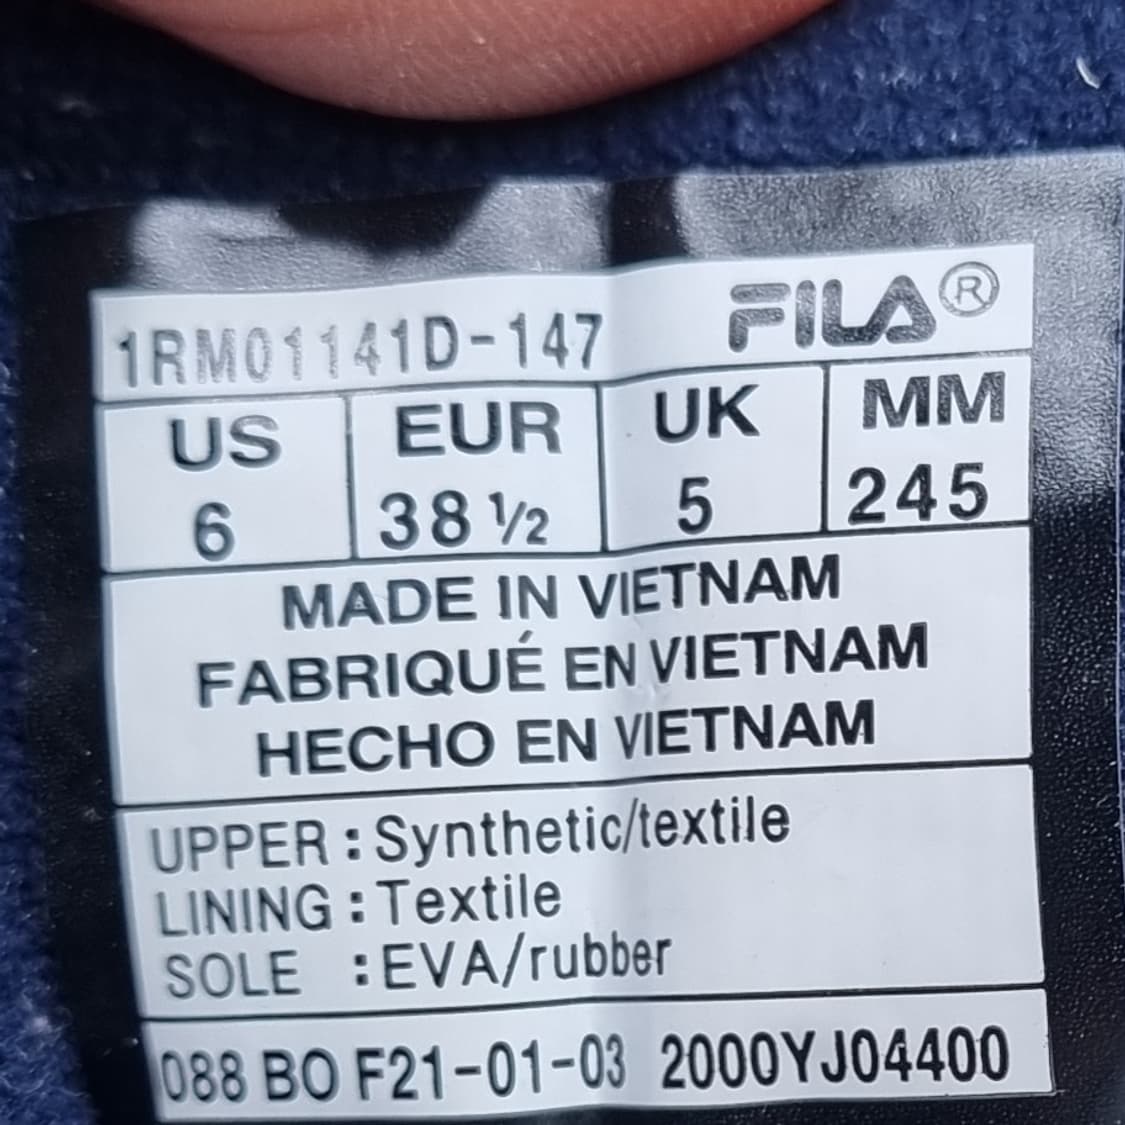 1RM01141D-147 FILA®
US EUR UK MM
6 38 ½ 5 245
MADE IN VIETNAM
FABRIQUÉ EN VIETNAM
HECHO EN VIETNAM
UPPER : Synthetic/textile
LINING : Textile
SOLE : EVA/rubber
088 BO F21-01-03 2000YJ04400